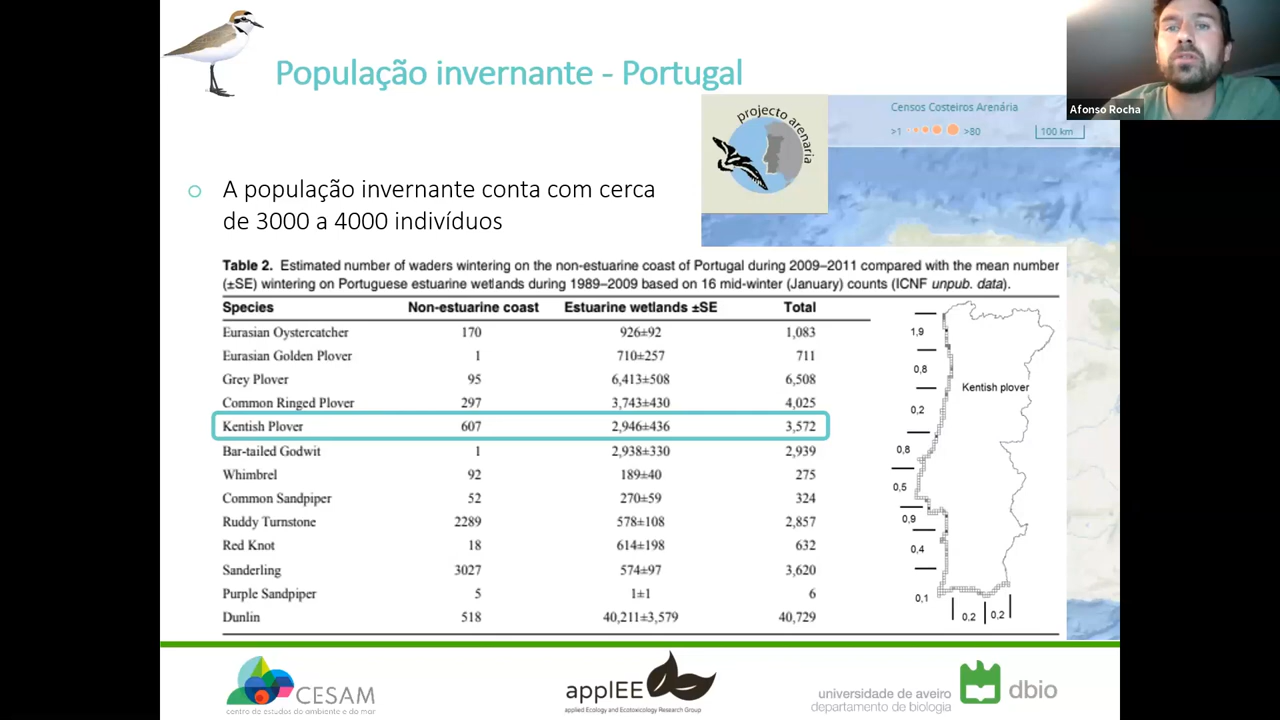 População invernante - Portugal
Afonso Rocha
projecto arenaria
Censos Costeiros Arenária
>1 >80 100 km
A população invernante conta com cerca
de 3000 a 4000 indivíduos
Table 2. Estimated number of waders wintering on the non-estuarine coast of Portugal during 2009–2011 compared with the mean number
(±SE) wintering on Portuguese estuarine wetlands during 1989–2009 based on 16 mid-winter (January) counts (ICNF unpub. data).
Species Non-estuarine coast Estuarine wetlands ±SE Total
Eurasian Oystercatcher 170 926±92 1,083
Eurasian Golden Plover 1 710±257 711
Grey Plover 95 6,413±508 6,508
Common Ringed Plover 297 3,743±430 4,025
Kentish Plover 607 2,946±436 3,572
Bar-tailed Godwit 1 2,938±330 2,939
Whimbrel 92 189±40 275
Common Sandpiper 52 270±59 324
Ruddy Turnstone 2289 578±108 2,857
Red Knot 18 614±198 632
Sanderling 3027 574±97 3,620
Purple Sandpiper 5 1±1 6
Dunlin 518 40,211±3,579 40,729
1,9
0,8
Kentish plover
0,2
0,8
0,5
0,9
0,4
0,1
0,2 0,2
CESAM
centro de estudos do ambiente e do mar
applEE
applied Ecology and Ecotoxicology Research Group
universidade de aveiro
departamento de biologia
dbio